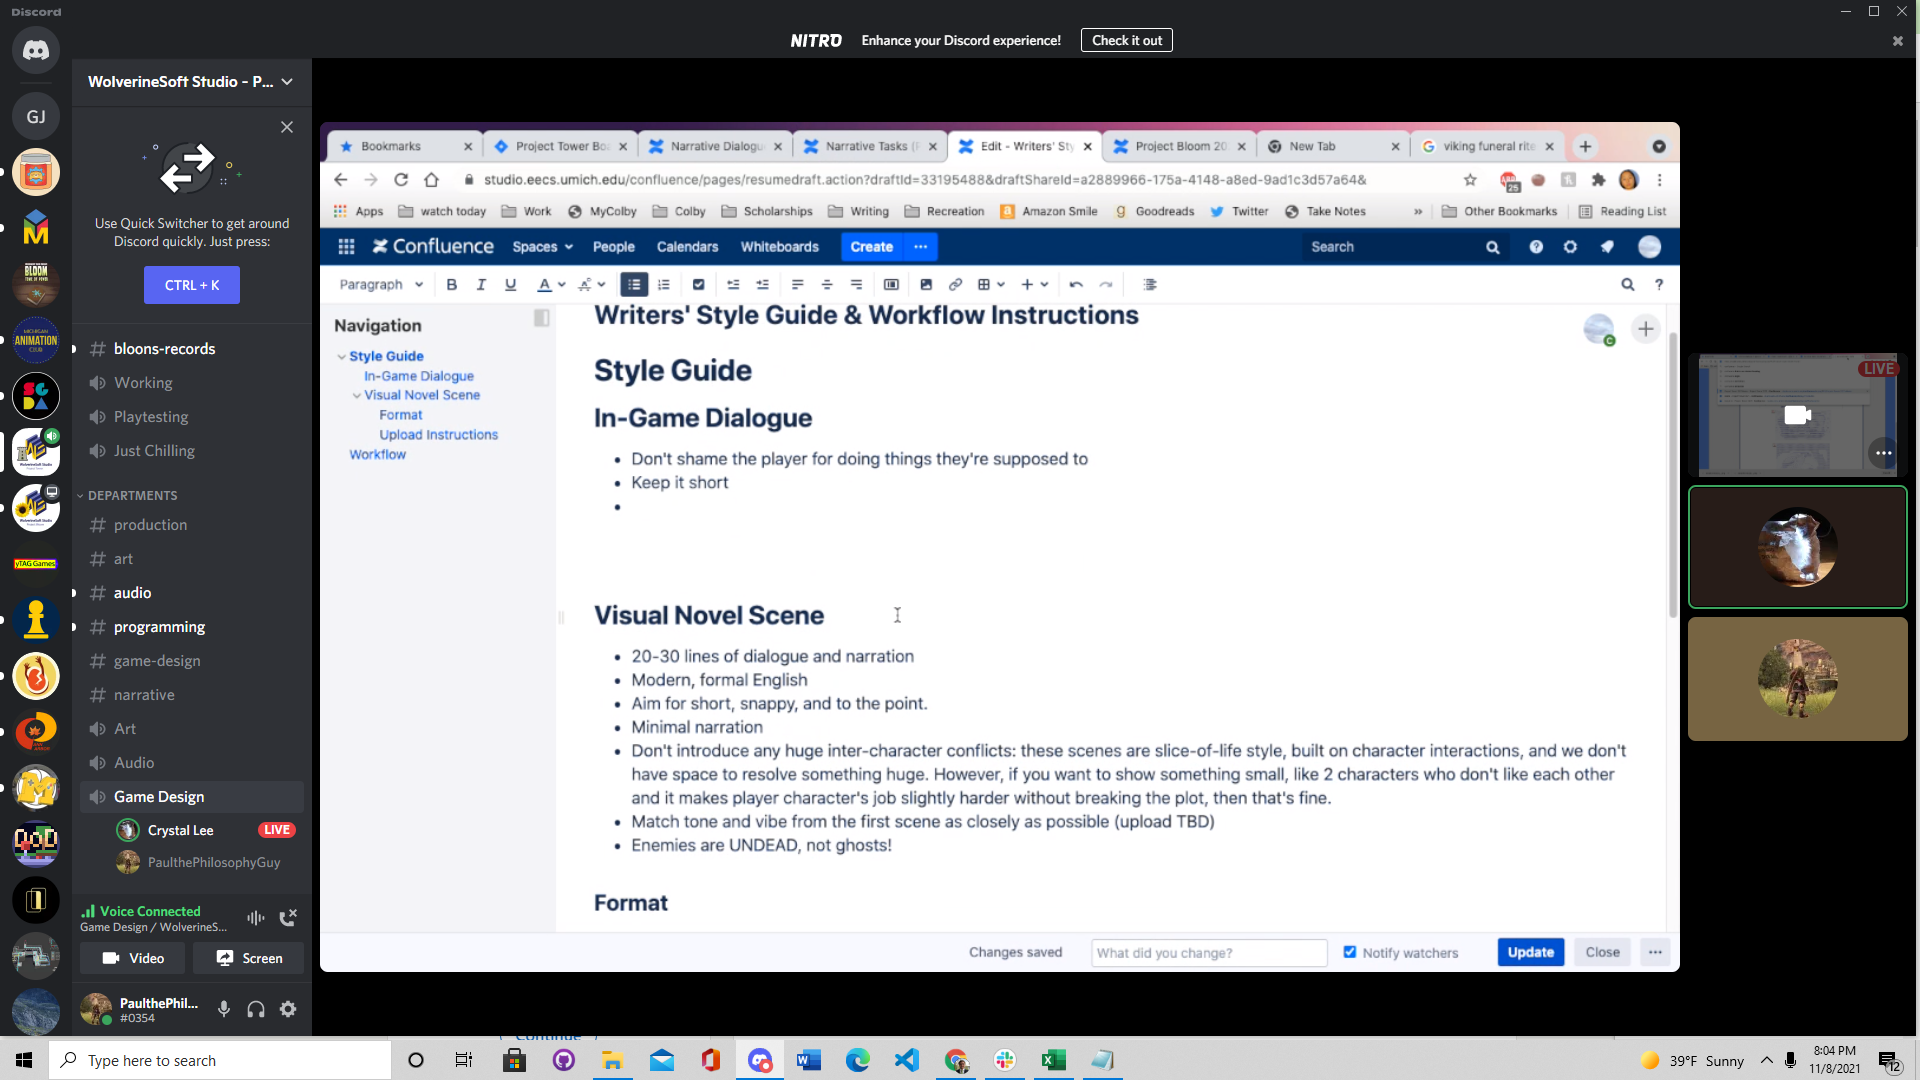 Discord
NITRO Enhance your Discord experience! Check it out
WolverineSoft Studio - P...
GJ
Use Quick Switcher to get around
Discord quickly. Just press:
CTRL + K
bloons-records
Working
Playtesting
Just Chilling
DEPARTMENTS
production
art
audio
programming
game-design
narrative
Art
Audio
Game Design
Crystal Lee LIVE
PaulthePhilosophyGuy
Voice Connected
Game Design / WolverineS...
Video Screen
PaulthePhil...
#0354
BLOOM
MICHIGAN
ANIMATION
CLUB
yTAG Games
Bookmarks
Project Tower Bo
Narrative Dialogu
Narrative Tasks (
Edit - Writers' Sty
Project Bloom 20
New Tab
viking funeral rite
studio.eecs.umich.edu/confluence/pages/resumedraft.action?draftId=33195488&draftShareId=a2889966-175a-4148-a8ed-9ad1c3d57a64&
25
Apps watch today Work MyColby Colby Scholarships Writing Recreation Amazon Smile Goodreads Twitter Take Notes » Other Bookmarks Reading List
Confluence Spaces People Calendars Whiteboards Create ••• Search
Paragraph B I U A
Navigation
Style Guide
In-Game Dialogue
Visual Novel Scene
Format
Upload Instructions
Workflow
Writers' Style Guide & Workflow Instructions
C
Style Guide
In-Game Dialogue
• Don't shame the player for doing things they're supposed to
• Keep it short
•
Visual Novel Scene
• 20-30 lines of dialogue and narration
• Modern, formal English
• Aim for short, snappy, and to the point.
• Minimal narration
• Don't introduce any huge inter-character conflicts: these scenes are slice-of-life style, built on character interactions, and we don't
have space to resolve something huge. However, if you want to show something small, like 2 characters who don't like each other
and it makes player character's job slightly harder without breaking the plot, then that's fine.
• Match tone and vibe from the first scene as closely as possible (upload TBD)
• Enemies are UNDEAD, not ghosts!
Format
Changes saved What did you change? Notify watchers Update Close •••
LIVE
Continue
Type here to search
39°F Sunny
8:04 PM
11/8/2021
12